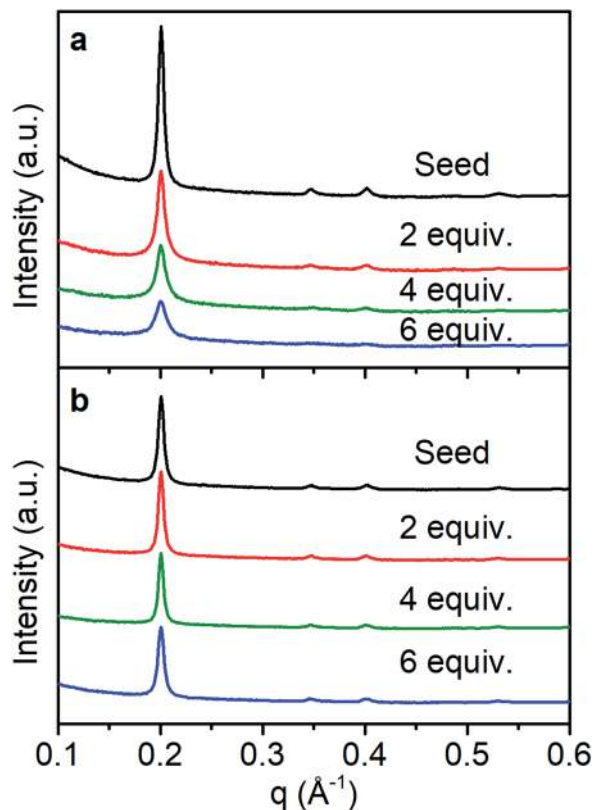 a
Intensity (a.u.)
Seed
2 equiv.
4 equiv.
6 equiv.
b
Intensity (a.u.)
Seed
2 equiv.
4 equiv.
6 equiv.
0.1 0.2 0.3 0.4 0.5 0.6
q (Å⁻¹)